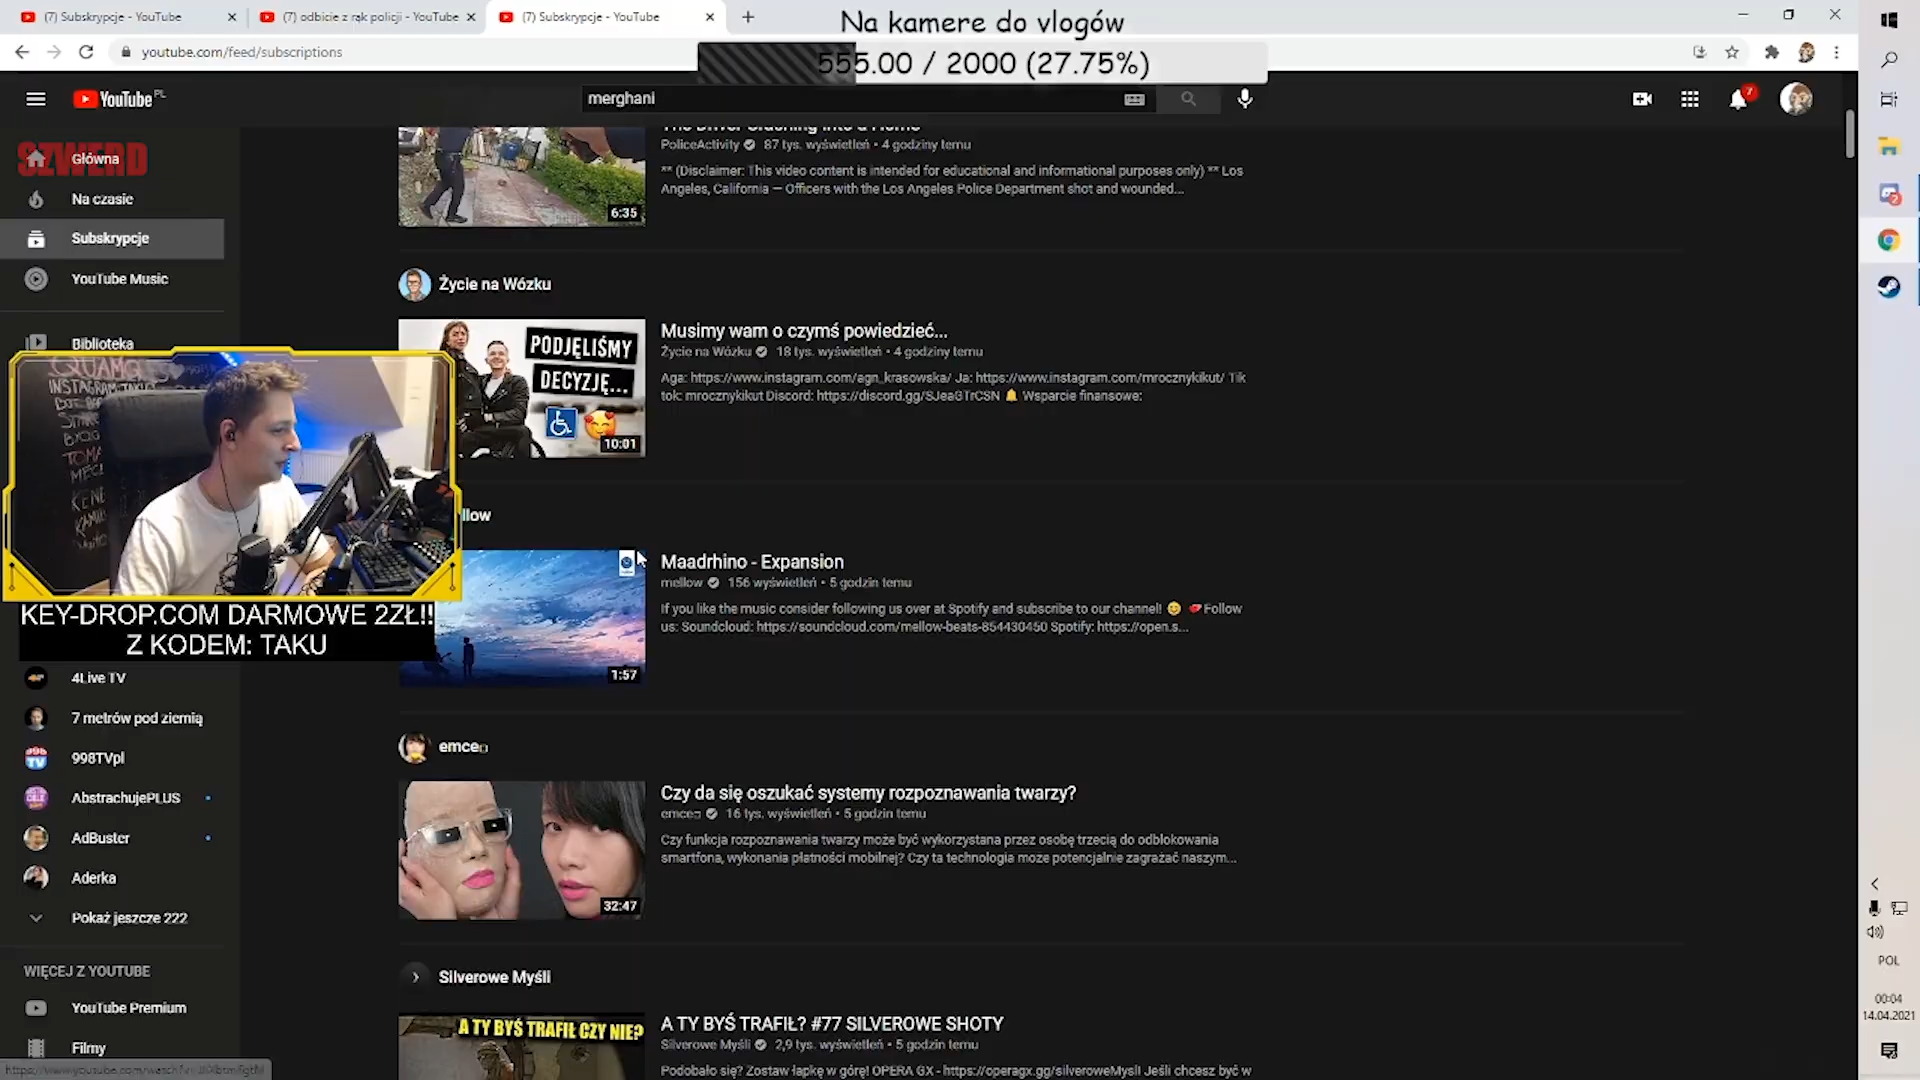 (7) Subskrypcje - YouTube
(7) odbicie z rąk policji - YouTube
(7) Subskrypcje - YouTube
Na kamere do vlogów
youtube.com/feed/subscriptions
555.00 / 2000 (27.75%)
YouTube PL
merghani
7
SZWERD
Główna
Na czasie
Subskrypcje
YouTube Music
Biblioteka
PoliceActivity 87 tys. wyświetleń • 4 godziny temu
** (Disclaimer: This video content is intended for educational and informational purposes only) ** Los
Angeles, California — Officers with the Los Angeles Police Department shot and wounded...
6:35
Życie na Wózku
PODJĘLIŚMY
DECYZJĘ...
10:01
Musimy wam o czymś powiedzieć...
Życie na Wózku 18 tys. wyświetleń • 4 godziny temu
Aga: https://www.instagram.com/agn_krasowska/ Ja: https://www.instagram.com/mrocznykikut/ Tik
tok: mrocznykikut Discord: https://discord.gg/SJeaGTrCSN 🔔 Wsparcie finansowe:
INSTAGRAM
llow
Maadrhino - Expansion
mellow 156 wyświetleń • 5 godzin temu
If you like the music consider following us over at Spotify and subscribe to our channel! Follow
us: Soundcloud: https://soundcloud.com/mellow-beats-854430450 Spotify: https://open.s...
1:57
KEY-DROP.COM DARMOWE 2ZŁ!!
Z KODEM: TAKU
4Live TV
7 metrów pod ziemią
998TVpl
AbstrachujePLUS
AdBuster
Aderka
Pokaż jeszcze 222
WIĘCEJ Z YOUTUBE
YouTube Premium
Filmy
emce
Czy da się oszukać systemy rozpoznawania twarzy?
emce 16 tys. wyświetleń • 5 godzin temu
Czy funkcja rozpoznawania twarzy może być wykorzystana przez osobę trzecią do odblokowania
smartfona, wykonania płatności mobilnej? Czy ta technologia może potencjalnie zagrażać naszym...
32:47
Silverowe Myśli
A TY BYŚ TRAFIŁ CZY NIE?
A TY BYŚ TRAFIŁ? #77 SILVEROWE SHOTY
Silverowe Myśli 2,9 tys. wyświetleń • 5 godzin temu
Podobało się? Zostaw łapkę w górę! OPERA GX - https://operagx.gg/silveroweMysli Jeśli chcesz być w
2
POL
00:04
14.04.2021